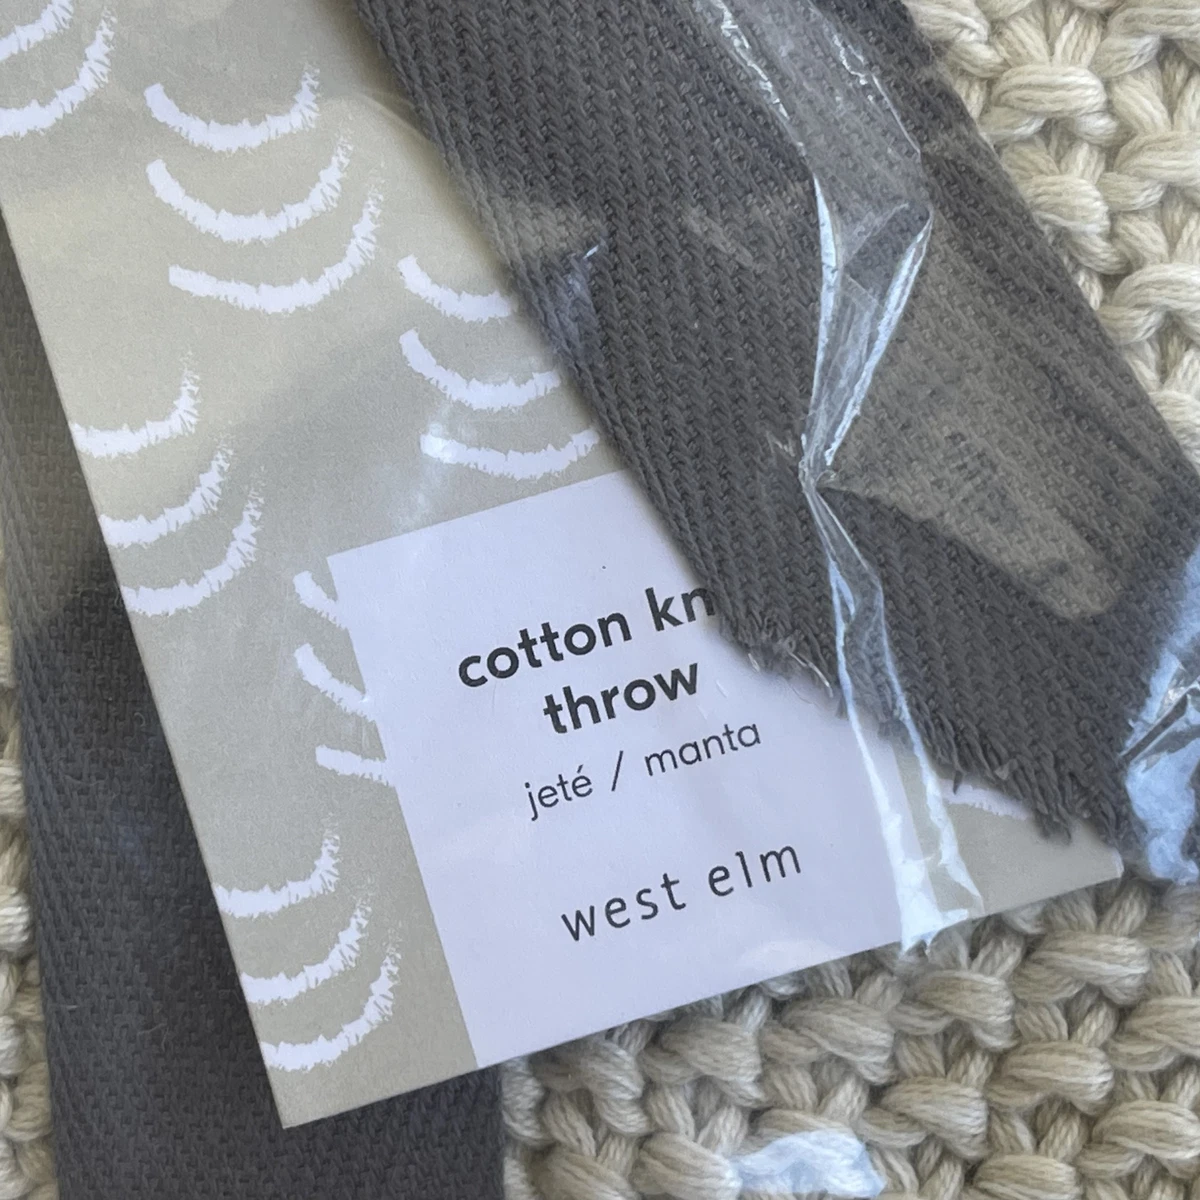 cotton kn
throw
jeté / manta
west elm